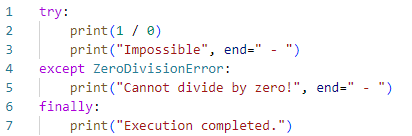 1 try:
2     print(1 / 0)
3     print("Impossible", end=" - ")
4 except ZeroDivisionError:
5     print("Cannot divide by zero!", end=" - ")
6 finally:
7     print("Execution completed.")